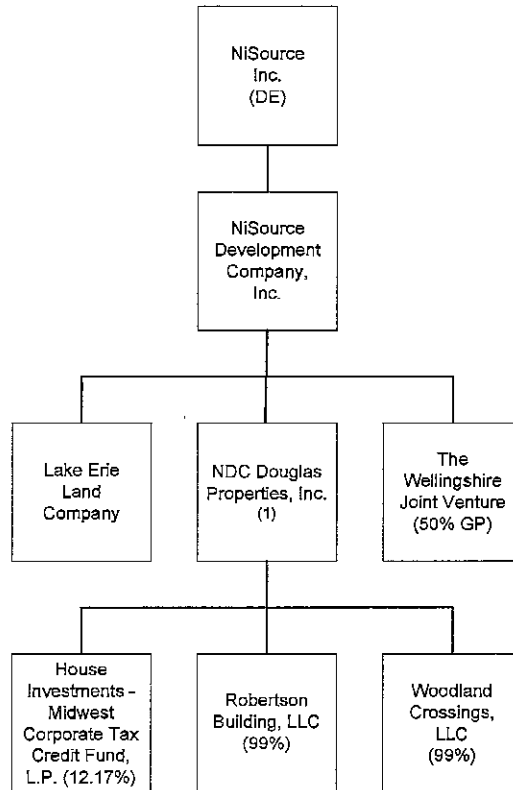 NiSource
Inc.
(DE)
NiSource
Development
Company,
Inc.
Lake Erie
Land
Company
NDC Douglas
Properties, Inc.
(1)
The
Wellingshire
Joint Venture
(50% GP)
House
Investments -
Midwest
Corporate Tax
Credit Fund,
L.P. (12.17%)
Robertson
Building, LLC
(99%)
Woodland
Crossings,
LLC
(99%)